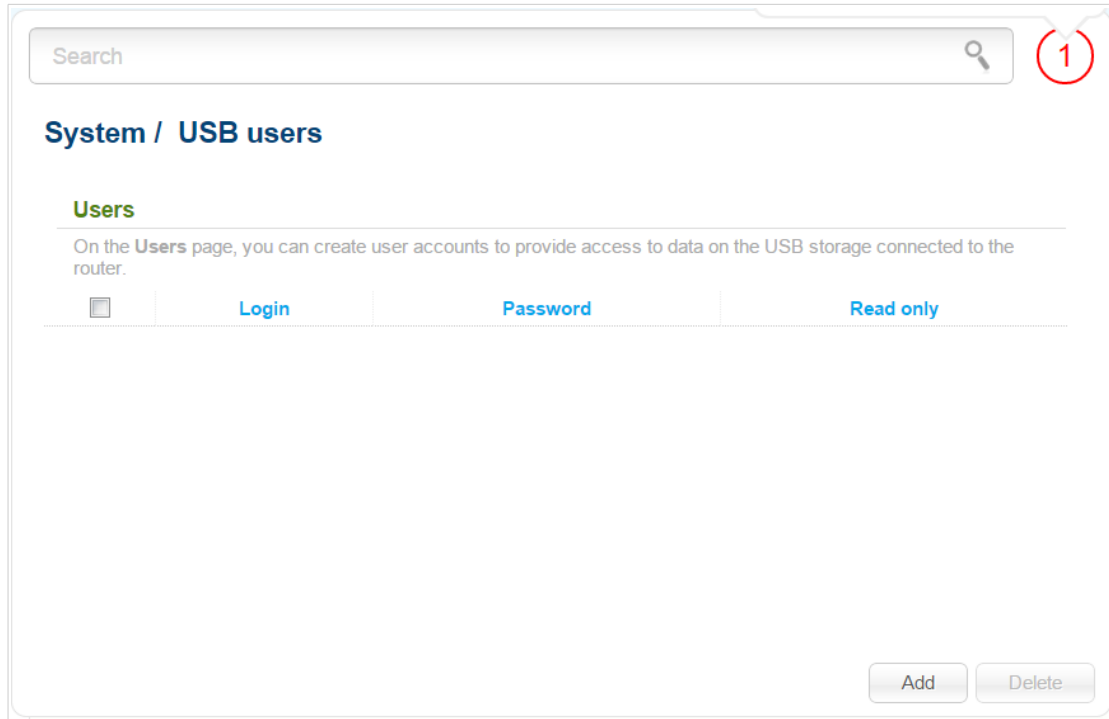 Search
1
System / USB users
Users
On the Users page, you can create user accounts to provide access to data on the USB storage connected to the
router.
Login Password Read only
Add Delete